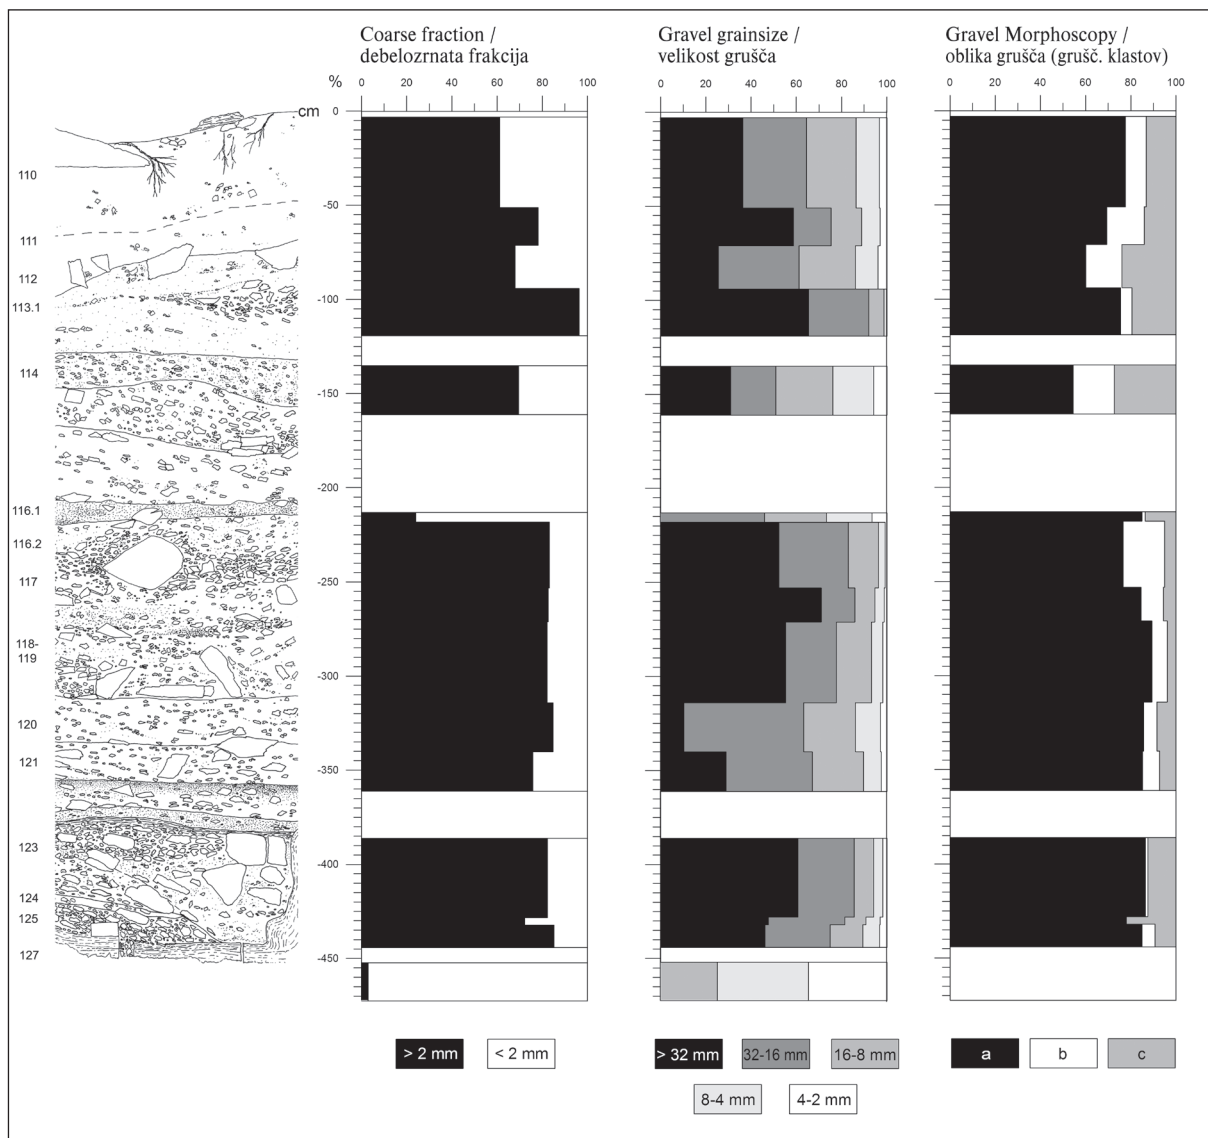 Coarse fraction /
debelozrnata frakcija
Gravel grainsize /
velikost grušča
Gravel Morphoscopy /
oblika grušča (grušč. klastov)
%
0 20 40 60 80 100
0 20 40 60 80 100
0 20 40 60 80 100
cm
0
-50
-100
-150
-200
-250
-300
-350
-400
-450
110
111
112
113.1
114
116.1
116.2
117
118-
119
120
121
123
124
125
127
> 2 mm < 2 mm
> 32 mm 32-16 mm 16-8 mm
8-4 mm 4-2 mm
a b c